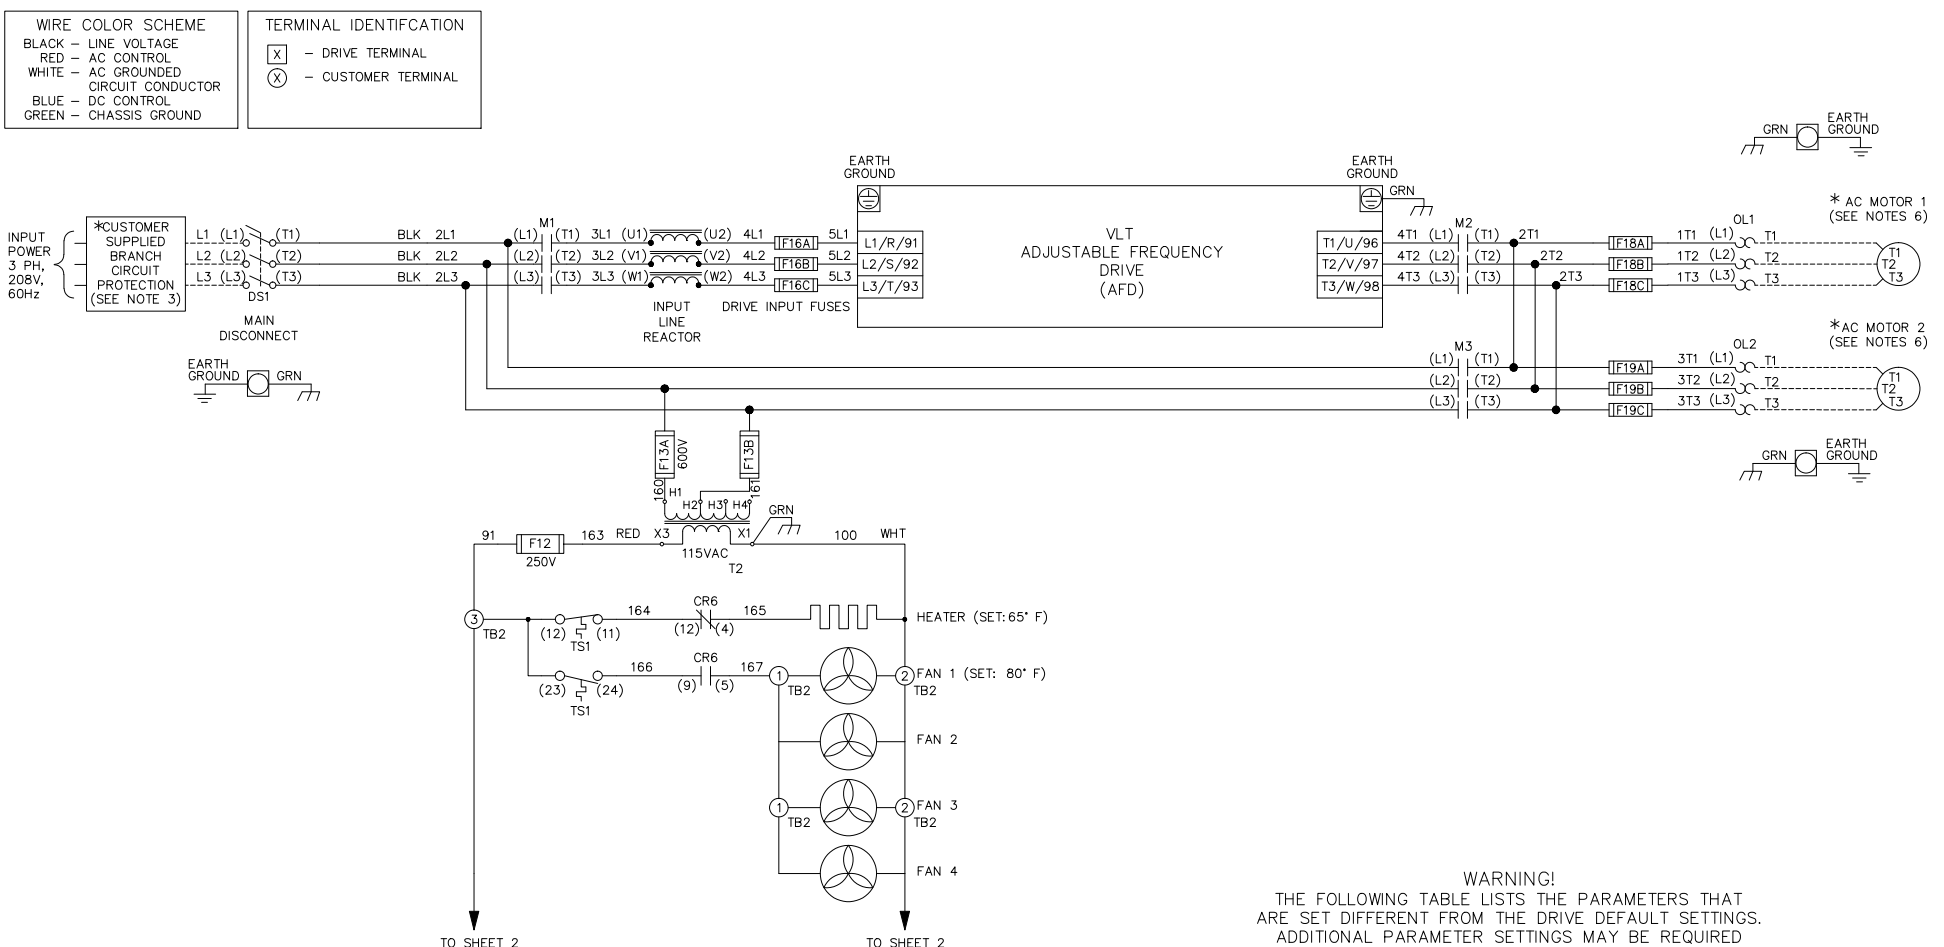 WIRE COLOR SCHEME
BLACK – LINE VOLTAGE
RED – AC CONTROL
WHITE – AC GROUNDED
CIRCUIT CONDUCTOR
BLUE – DC CONTROL
GREEN – CHASSIS GROUND
TERMINAL IDENTIFCATION
X – DRIVE TERMINAL
X – CUSTOMER TERMINAL
GRN EARTH
GROUND
INPUT
POWER
3 PH,
208V,
60Hz
*CUSTOMER
SUPPLIED
BRANCH
CIRCUIT
PROTECTION
(SEE NOTE 3)
L1 (L1) (T1) BLK 2L1 (L1) M1 (T1) 3L1 (U1) (U2) 4L1 F16A 5L1
L2 (L2) (T2) BLK 2L2 (L2) (T2) 3L2 (V1) (V2) 4L2 F16B 5L2
L3 (L3) (T3) BLK 2L3 (L3) (T3) 3L3 (W1) (W2) 4L3 F16C 5L3
DS1
MAIN
DISCONNECT
INPUT
LINE
REACTOR
DRIVE INPUT FUSES
EARTH
GROUND GRN
EARTH
GROUND
L1/R/91
L2/S/92
L3/T/93
VLT
ADJUSTABLE FREQUENCY
DRIVE
(AFD)
EARTH
GROUND
GRN
T1/U/96
T2/V/97
T3/W/98
4T1 (L1) M2 (T1) 2T1 F18A 1T1 (L1) OL1 T1
4T2 (L2) (T2) 2T2 F18B 1T2 (L2) T2
4T3 (L3) (T3) 2T3 F18C 1T3 (L3) T3
* AC MOTOR 1
(SEE NOTES 6)
T1
T2
T3
(L1) M3 (T1) F19A 3T1 (L1) OL2 T1
(L2) (T2) F19B 3T2 (L2) T2
(L3) (T3) F19C 3T3 (L3) T3
*AC MOTOR 2
(SEE NOTES 6)
T1
T2
T3
GRN EARTH
GROUND
F13A
600V
F13B
160
161
H1
H2 H3 H4
GRN
91 F12 163 RED X3 X1 100 WHT
250V
115VAC
T2
3
TB2
(12) (11)
TS1
164
CR6
(12) (4)
165
HEATER (SET:65° F)
(23) (24)
TS1
166
CR6
(9) (5)
167
1
TB2
2
TB2
FAN 1 (SET: 80° F)
FAN 2
1
TB2
2
TB2
FAN 3
FAN 4
TO SHEET 2
TO SHEET 2
WARNING!
THE FOLLOWING TABLE LISTS THE PARAMETERS THAT
ARE SET DIFFERENT FROM THE DRIVE DEFAULT SETTINGS.
ADDITIONAL PARAMETER SETTINGS MAY BE REQUIRED